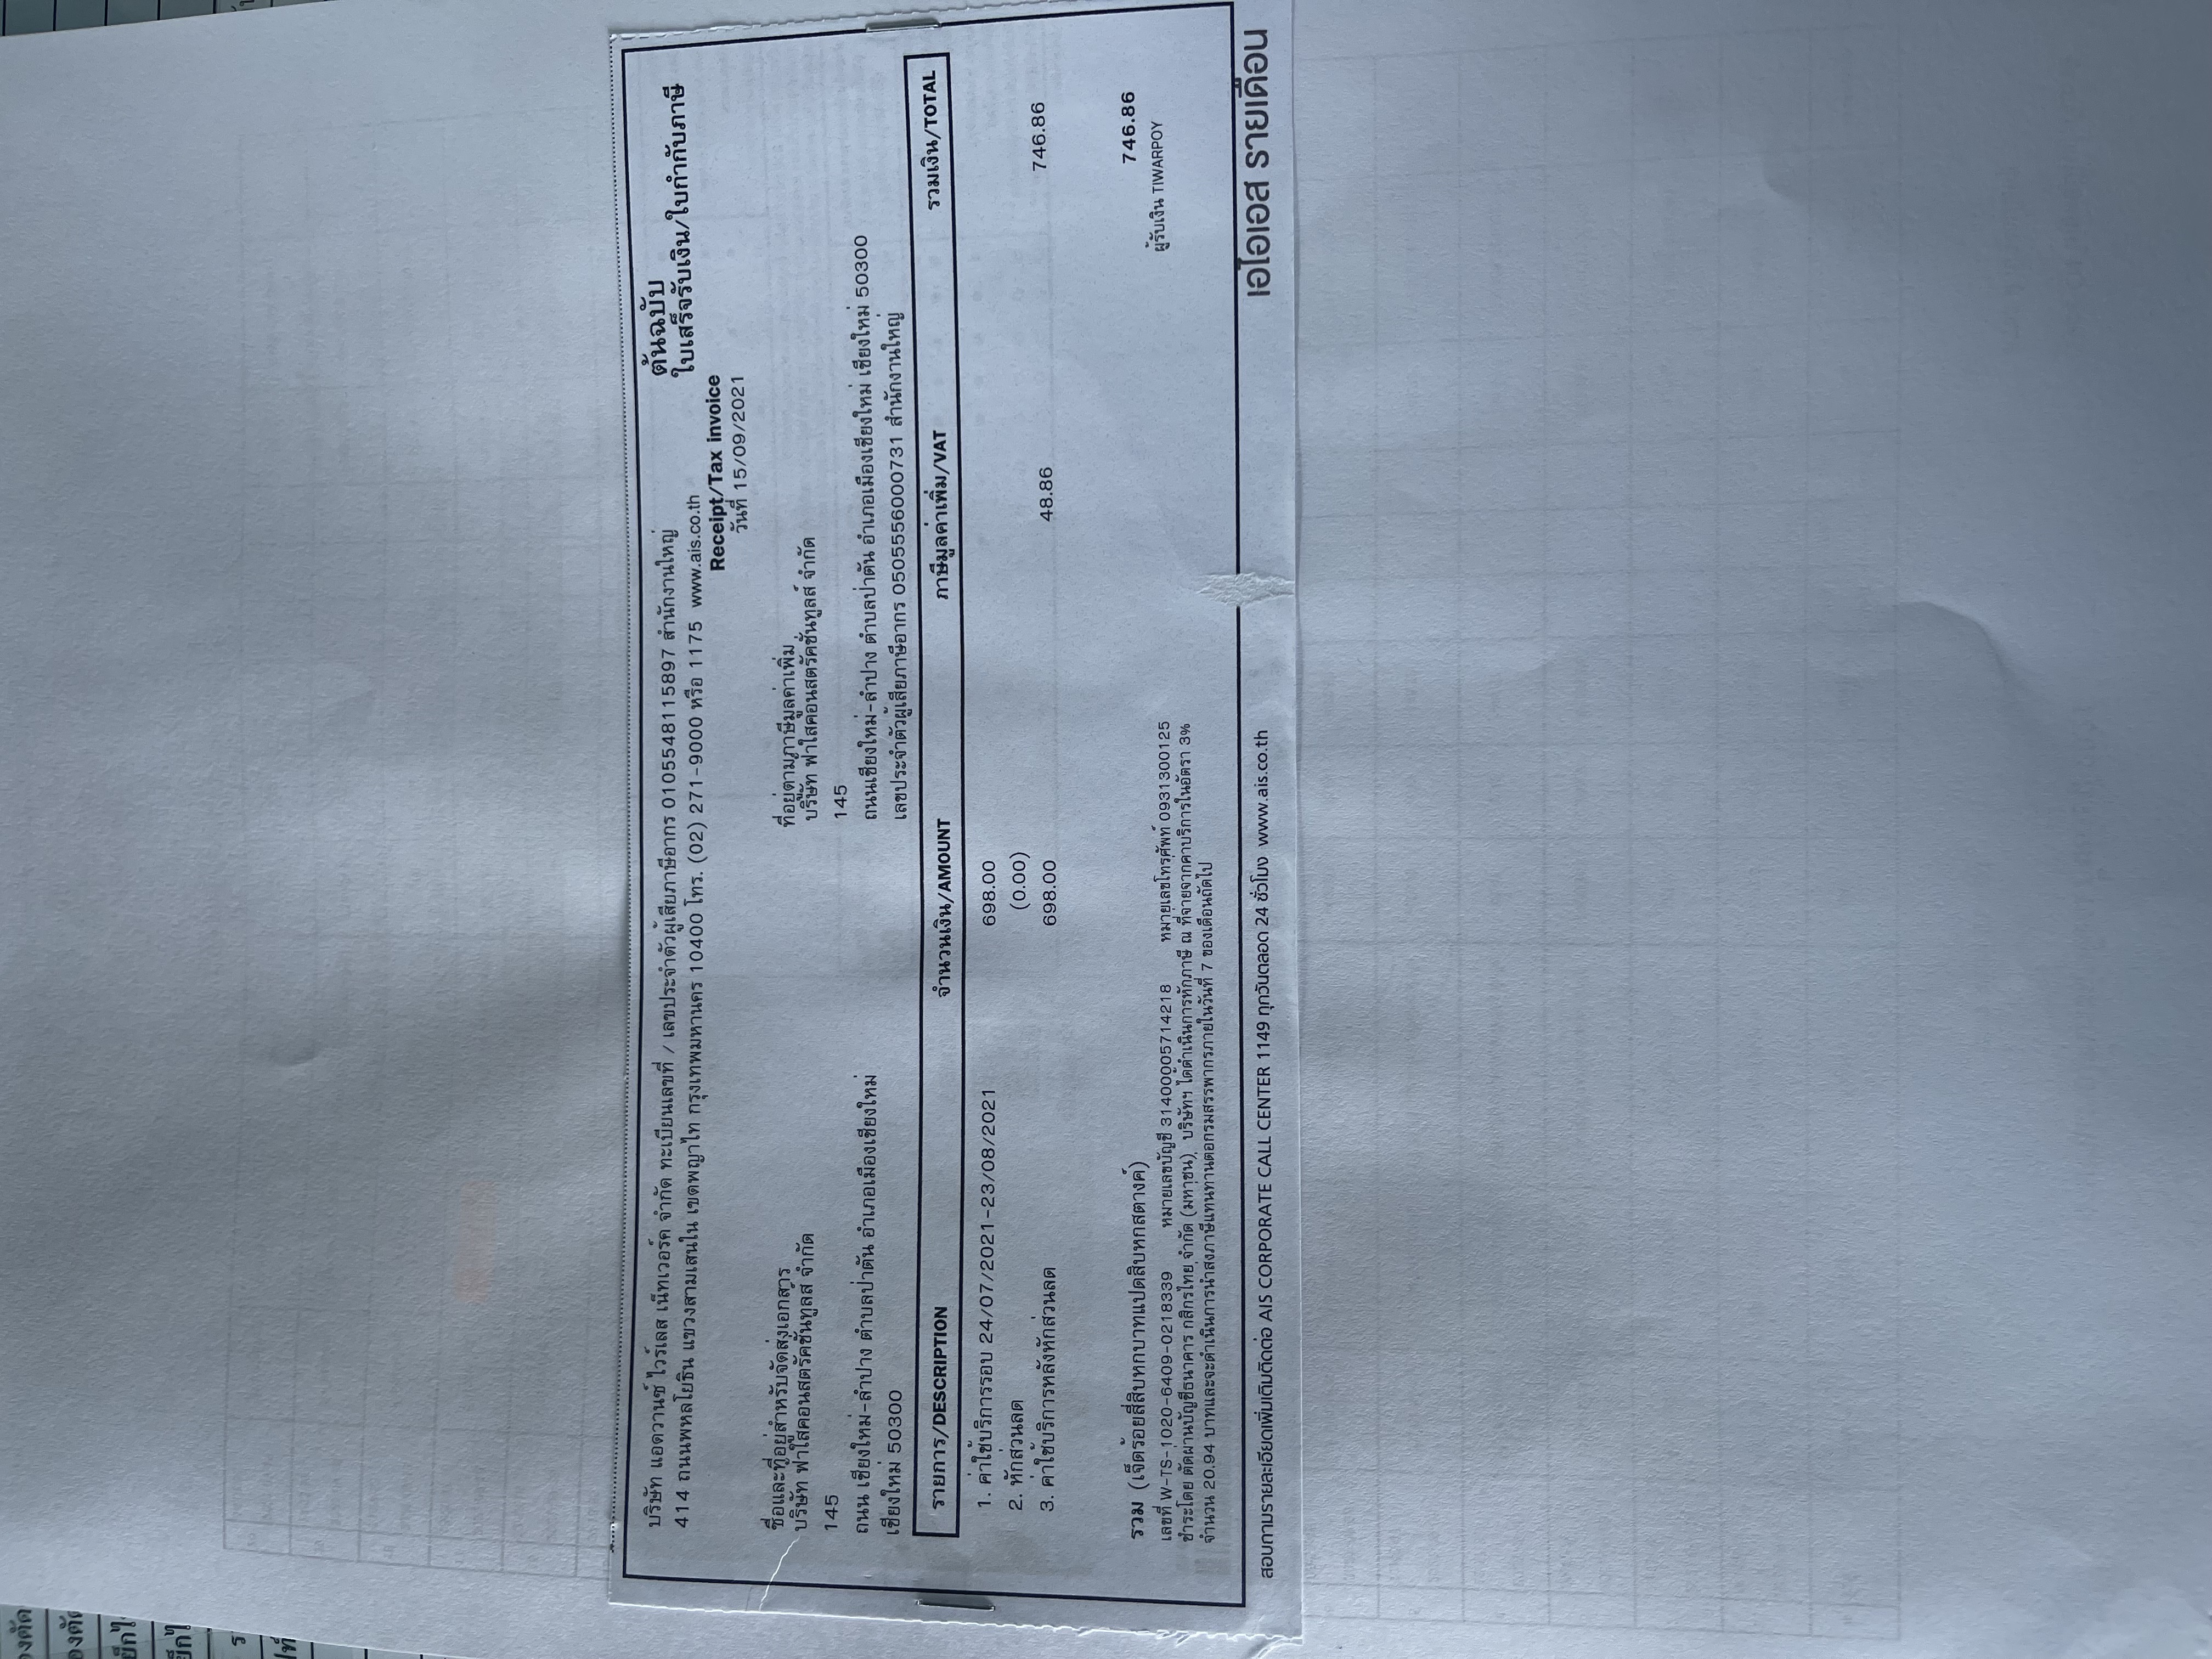 บริษัท แอดวานซ์ ไวร์เลส เน็ทเวอร์ค จำกัด ทะเบียนเลขที่ / เลขประจำตัวผู้เสียภาษีอากร 0105548115897 สำนักงานใหญ่
414 ถนนพหลโยธิน แขวงสามเสนใน เขตพญาไท กรุงเทพมหานคร 10400 โทร. (02) 271-9000 หรือ 1175 www.ais.co.th
ต้นฉบับ
ใบเสร็จรับเงิน/ใบกำกับภาษี
Receipt/Tax invoice
วันที่ 15/09/2021
ชื่อและที่อยู่สำหรับจัดส่งเอกสาร
บริษัท ฟ้าใสคอนสตรัคชั่นทูลส์ จำกัด
145
ถนน เชียงใหม่-ลำปาง ตำบลป่าตัน อำเภอเมืองเชียงใหม่
เชียงใหม่ 50300
ที่อยู่ตามภาษีมูลค่าเพิ่ม
บริษัท ฟ้าใสคอนสตรัคชั่นทูลส์ จำกัด
145
ถนนเชียงใหม่-ลำปาง ตำบลป่าตัน อำเภอเมืองเชียงใหม่ เชียงใหม่ 50300
เลขประจำตัวผู้เสียภาษีอากร 0505556000731 สำนักงานใหญ่
รายการ/DESCRIPTION จำนวนเงิน/AMOUNT ภาษีมูลค่าเพิ่ม/VAT รวมเงิน/TOTAL
1. ค่าใช้บริการรอบ 24/07/2021-23/08/2021 698.00
2. หักส่วนลด (0.00)
3. ค่าใช้บริการหลังหักส่วนลด 698.00 48.86 746.86
รวม (เจ็ดร้อยสี่สิบหกบาทแปดสิบหกสตางค์) 746.86
เลขที่ W-TS-1020-6409-0218339 หมายเลขบัญชี 31400005714218 หมายเลขโทรศัพท์ 0931300125 ผู้รับเงิน TIWARPOY
ชำระโดย ตัดผ่านบัญชีธนาคาร กสิกรไทย จำกัด (มหาชน) บริษัทฯ ได้ดำเนินการหักภาษี ณ ที่จ่ายจากค่าบริการในอัตรา 3%
จำนวน 20.94 บาทและจะดำเนินการนำส่งภาษีแทนท่านต่อกรมสรรพากรภายในวันที่ 7 ของเดือนถัดไป
สอบถามรายละเอียดเพิ่มเติมติดต่อ AIS CORPORATE CALL CENTER 1149 ทุกวันตลอด 24 ชั่วโมง www.ais.co.th
เอไอเอส รายเดือน